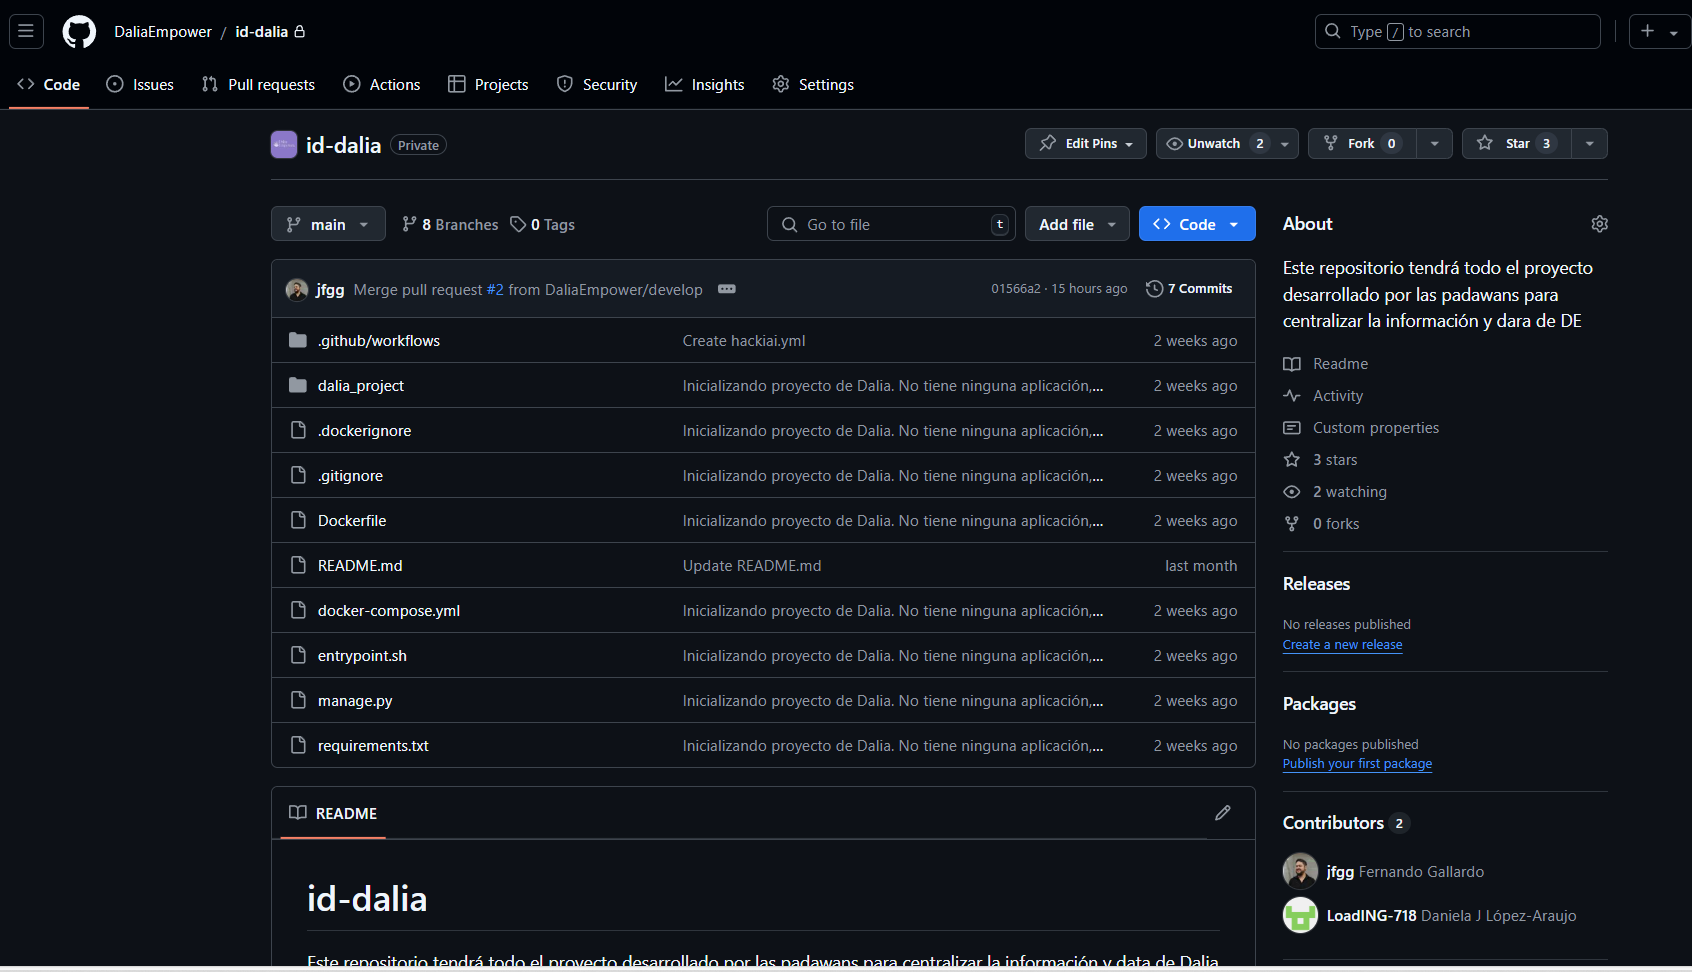 DaliaEmpower / id-dalia
Type / to search
Code
Issues
Pull requests
Actions
Projects
Security
Insights
Settings
id-dalia Private
Edit Pins
Unwatch 2
Fork 0
Star 3
main
8 Branches
0 Tags
Go to file t
Add file
Code
jfgg Merge pull request #2 from DaliaEmpower/develop
01566a2 · 15 hours ago
7 Commits
.github/workflows Create hackiai.yml 2 weeks ago
dalia_project Inicializando proyecto de Dalia. No tiene ninguna aplicación,... 2 weeks ago
.dockerignore Inicializando proyecto de Dalia. No tiene ninguna aplicación,... 2 weeks ago
.gitignore Inicializando proyecto de Dalia. No tiene ninguna aplicación,... 2 weeks ago
Dockerfile Inicializando proyecto de Dalia. No tiene ninguna aplicación,... 2 weeks ago
README.md Update README.md last month
docker-compose.yml Inicializando proyecto de Dalia. No tiene ninguna aplicación,... 2 weeks ago
entrypoint.sh Inicializando proyecto de Dalia. No tiene ninguna aplicación,... 2 weeks ago
manage.py Inicializando proyecto de Dalia. No tiene ninguna aplicación,... 2 weeks ago
requirements.txt Inicializando proyecto de Dalia. No tiene ninguna aplicación,... 2 weeks ago
README
id-dalia
Este repositorio tendrá todo el proyecto desarrollado por las padawans para centralizar la información y data de Dalia
About
Este repositorio tendrá todo el proyecto
desarrollado por las padawans para
centralizar la información y dara de DE
Readme
Activity
Custom properties
3 stars
2 watching
0 forks
Releases
No releases published
Create a new release
Packages
No packages published
Publish your first package
Contributors 2
jfgg Fernando Gallardo
LoadING-718 Daniela J López-Araujo